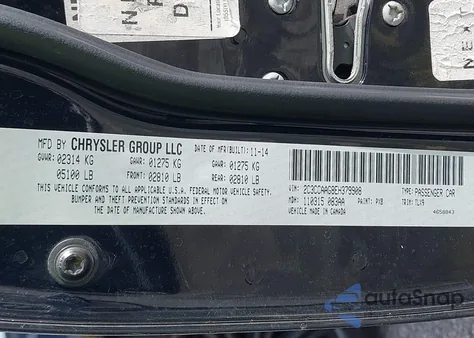 MFD BY CHRYSLER GROUP LLC DATE OF MFR(BUILT): 11-14
GVWR: 02314 KG GAWR: 01275 KG GAWR: 01275 KG
05100 LB FRONT: 02810 LB REAR: 02810 LB
THIS VEHICLE CONFORMS TO ALL APPLICABLE U.S.A. FEDERAL MOTOR VEHICLE SAFETY,
BUMPER AND THEFT PREVENTION STANDARDS IN EFFECT
ON THE DATE OF MANUFACTURE SHOWN ABOVE.
VIN: 2C3CCAAG8EH379906 TYPE: PASSENGER CAR
MDH: 110315 083AA PAINT: PXB TRIM: TLX9
VEHICLE MADE IN CANADA 4650843
autoSnap